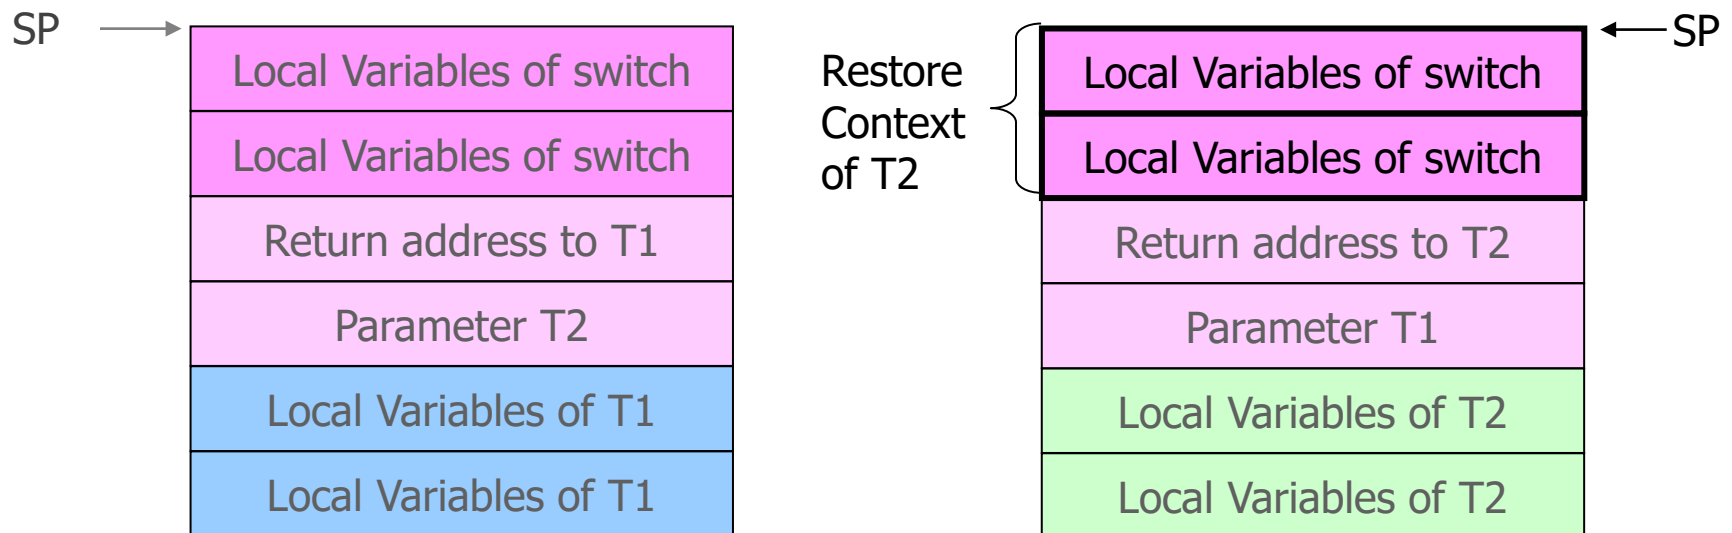 SP
Local Variables of switch
Local Variables of switch
Return address to T1
Parameter T2
Local Variables of T1
Local Variables of T1
Restore
Context
of T2
SP
Local Variables of switch
Local Variables of switch
Return address to T2
Parameter T1
Local Variables of T2
Local Variables of T2